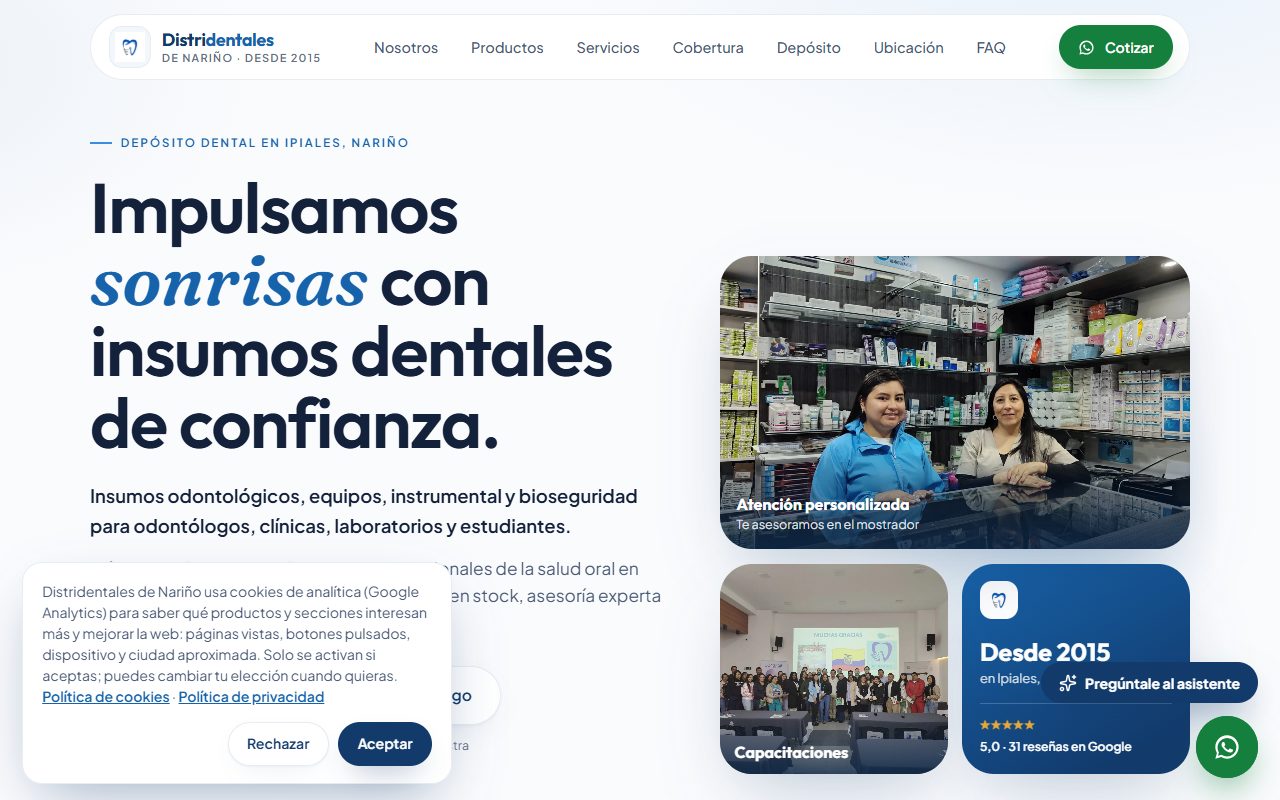 Distridentales
DE NARIÑO · DESDE 2015
Nosotros
Productos
Servicios
Cobertura
Depósito
Ubicación
FAQ
Cotizar
DEPÓSITO DENTAL EN IPIALES, NARIÑO
Impulsamos
sonrisas con
insumos dentales
de confianza.
Insumos odontológicos, equipos, instrumental y bioseguridad
para odontólogos, clínicas, laboratorios y estudiantes.
de la salud oral en
en stock, asesoría experta
Atención personalizada
Te asesoramos en el mostrador
MUCHAS GRACIAS
Capacitaciones
Desde 2015
en Ipiales,
★★★★★
5,0 · 31 reseñas en Google
Pregúntale al asistente
Distridentales de Nariño usa cookies de analítica (Google
Analytics) para saber qué productos y secciones interesan
más y mejorar la web: páginas vistas, botones pulsados,
dispositivo y ciudad aproximada. Solo se activan si
aceptas; puedes cambiar tu elección cuando quieras.
Política de cookies · Política de privacidad
Rechazar
Aceptar